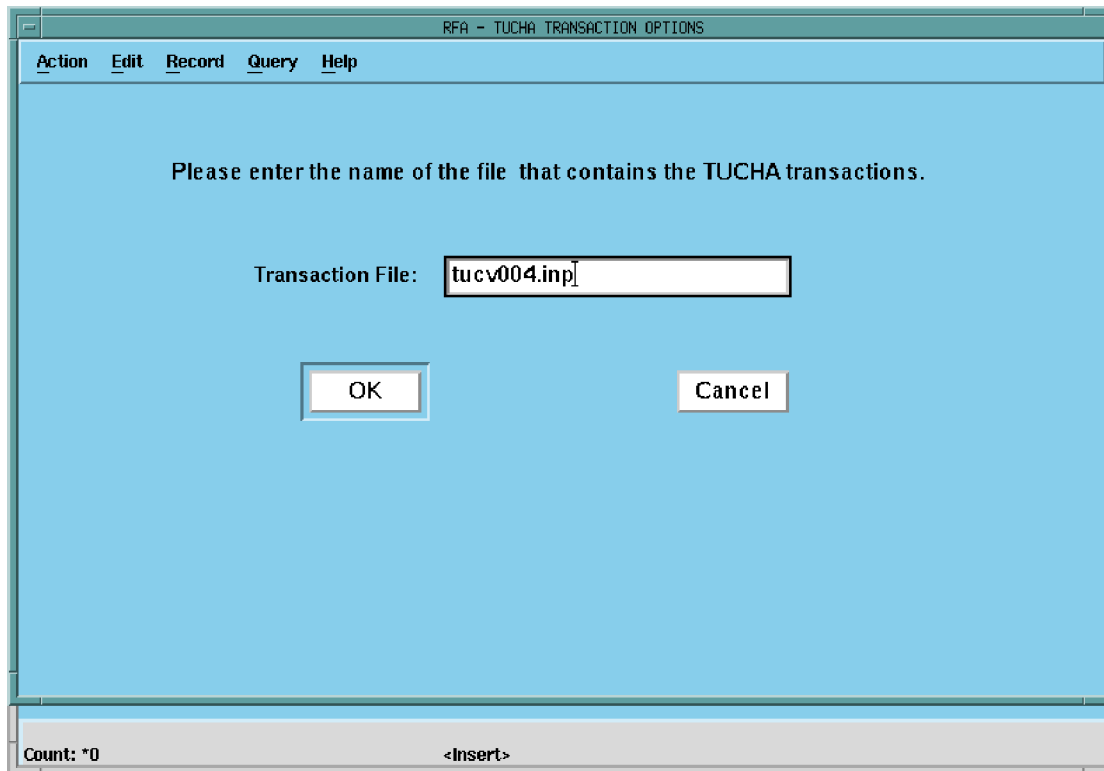 RFA - TUCHA TRANSACTION OPTIONS
Action Edit Record Query Help
Please enter the name of the file that contains the TUCHA transactions.
Transaction File: tucv004.inp
OK Cancel
Count: *0 <Insert>